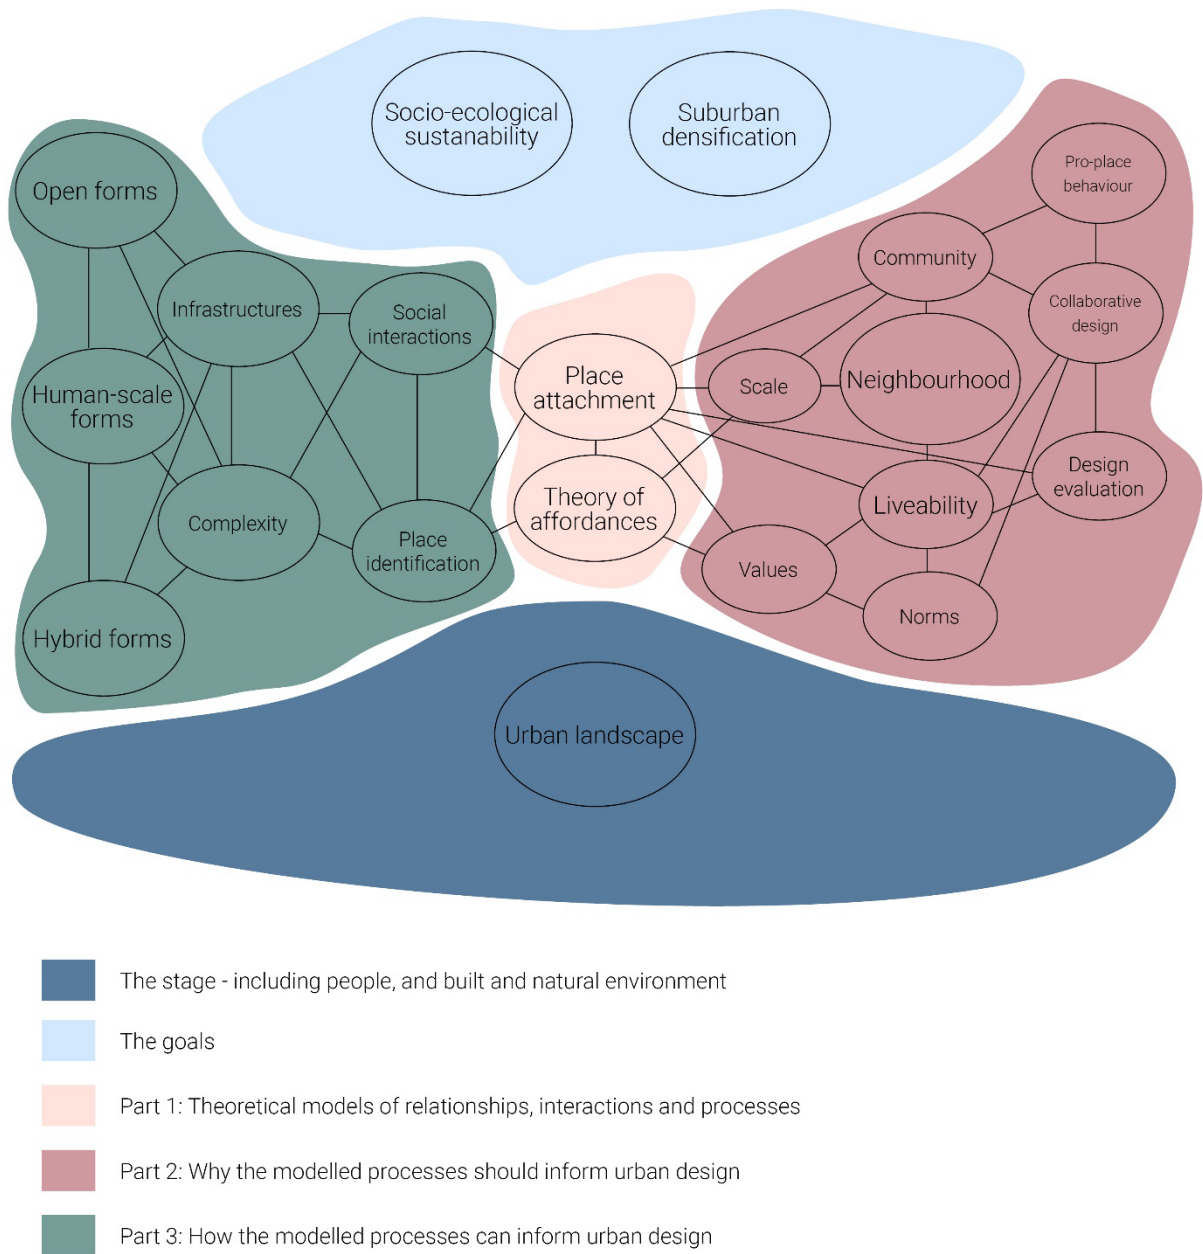 Socio-ecological
sustanability
Suburban
densification
Open forms
Infrastructures
Social
interactions
Human-scale
forms
Complexity
Place
identification
Hybrid forms
Place
attachment
Theory of
affordances
Pro-place
behaviour
Community
Collaborative
design
Scale
Neighbourhood
Liveability
Design
evaluation
Values
Norms
Urban landscape
The stage - including people, and built and natural environment
The goals
Part 1: Theoretical models of relationships, interactions and processes
Part 2: Why the modelled processes should inform urban design
Part 3: How the modelled processes can inform urban design